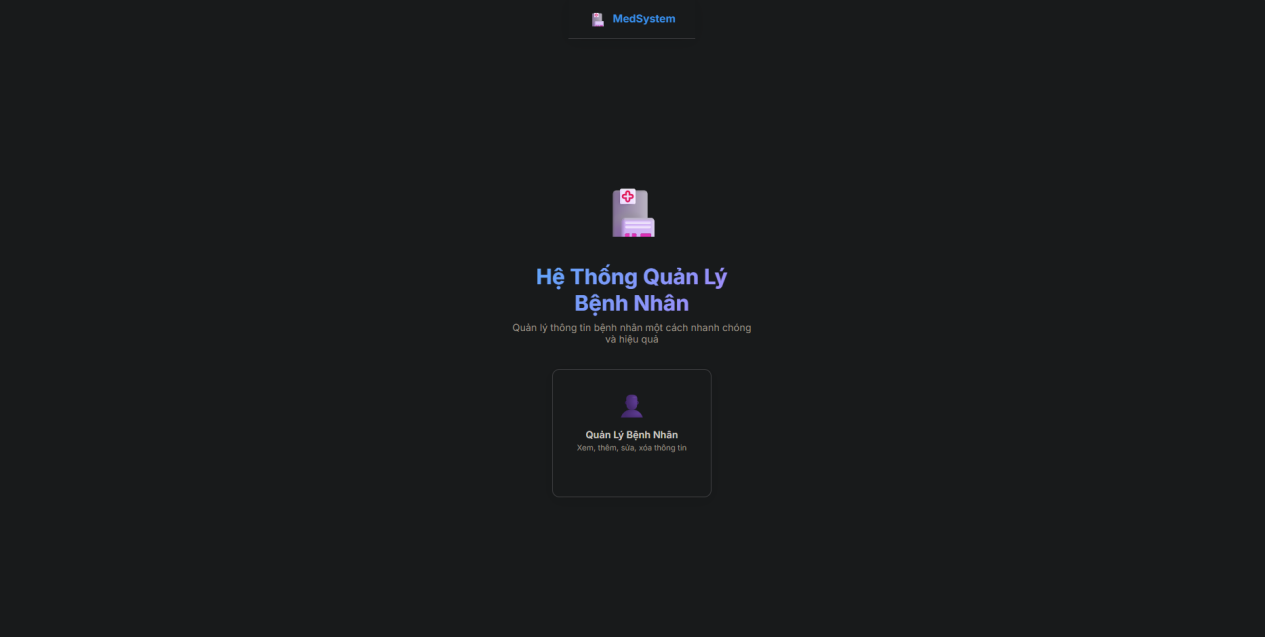 MedSystem
Hệ Thống Quản Lý
Bệnh Nhân
Quản lý thông tin bệnh nhân một cách nhanh chóng
và hiệu quả
Quản Lý Bệnh Nhân
Xem, thêm, sửa, xóa thông tin